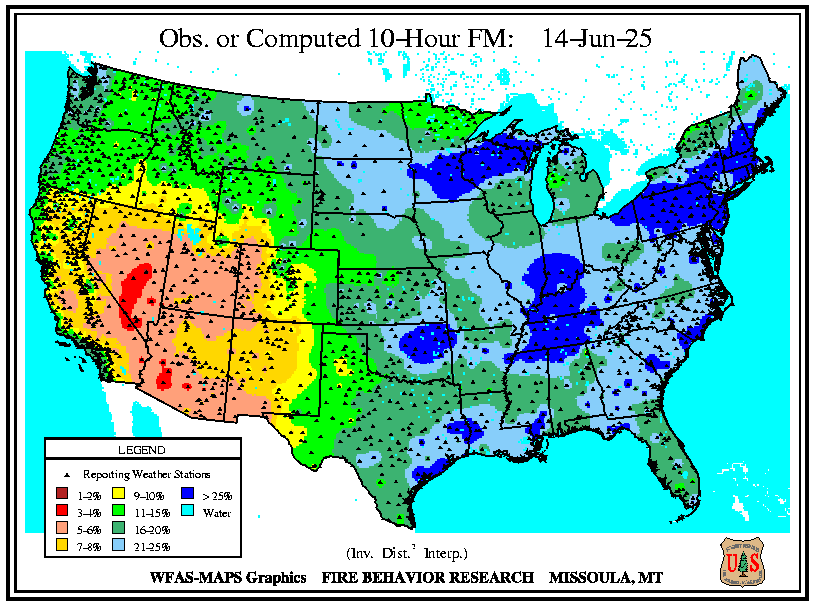 Obs. or Computed 10-Hour FM: 14-Jun-25
LEGEND
Reporting Weather Stations
1-2% 9-10% > 25%
3-4% 11-15% Water
5-6% 16-20%
7-8% 21-25%
(Inv. Dist.² Interp.)
WFAS-MAPS Graphics FIRE BEHAVIOR RESEARCH MISSOULA, MT
U S